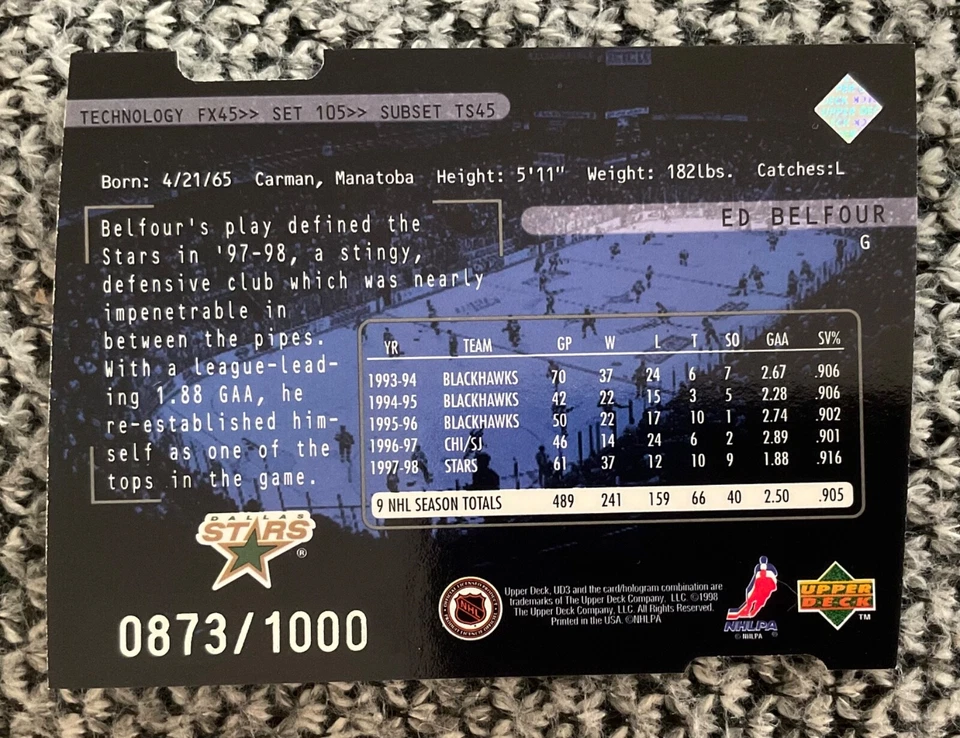 TECHNOLOGY FX45>> SET 105>> SUBSET TS45
Born: 4/21/65 Carman, Manatoba Height: 5'11" Weight: 182lbs. Catches:L
ED BELFOUR
G
Belfour's play defined the
Stars in '97-98, a stingy,
defensive club which was nearly
impenetrable in
between the pipes.
With a league-lead-
ing 1.88 GAA, he
re-established him-
self as one of the
tops in the game.
YR TEAM GP W L T SO GAA SV%
1993-94 BLACKHAWKS 70 37 24 6 7 2.67 .906
1994-95 BLACKHAWKS 42 22 15 3 5 2.28 .906
1995-96 BLACKHAWKS 50 22 17 10 1 2.74 .902
1996-97 CHI/SJ 46 14 24 6 2 2.89 .901
1997-98 STARS 61 37 12 10 9 1.88 .916
9 NHL SEASON TOTALS 489 241 159 66 40 2.50 .905
DALLAS
STARS ®
0873/1000
NHL
Upper Deck, UD3 and the card/hologram combination are
trademarks of The Upper Deck Company, LLC. ©1998
The Upper Deck Company, LLC. All Rights Reserved.
Printed in the USA. ©NHLPA
NHLPA
© NHLPA
UPPER
DECK
™